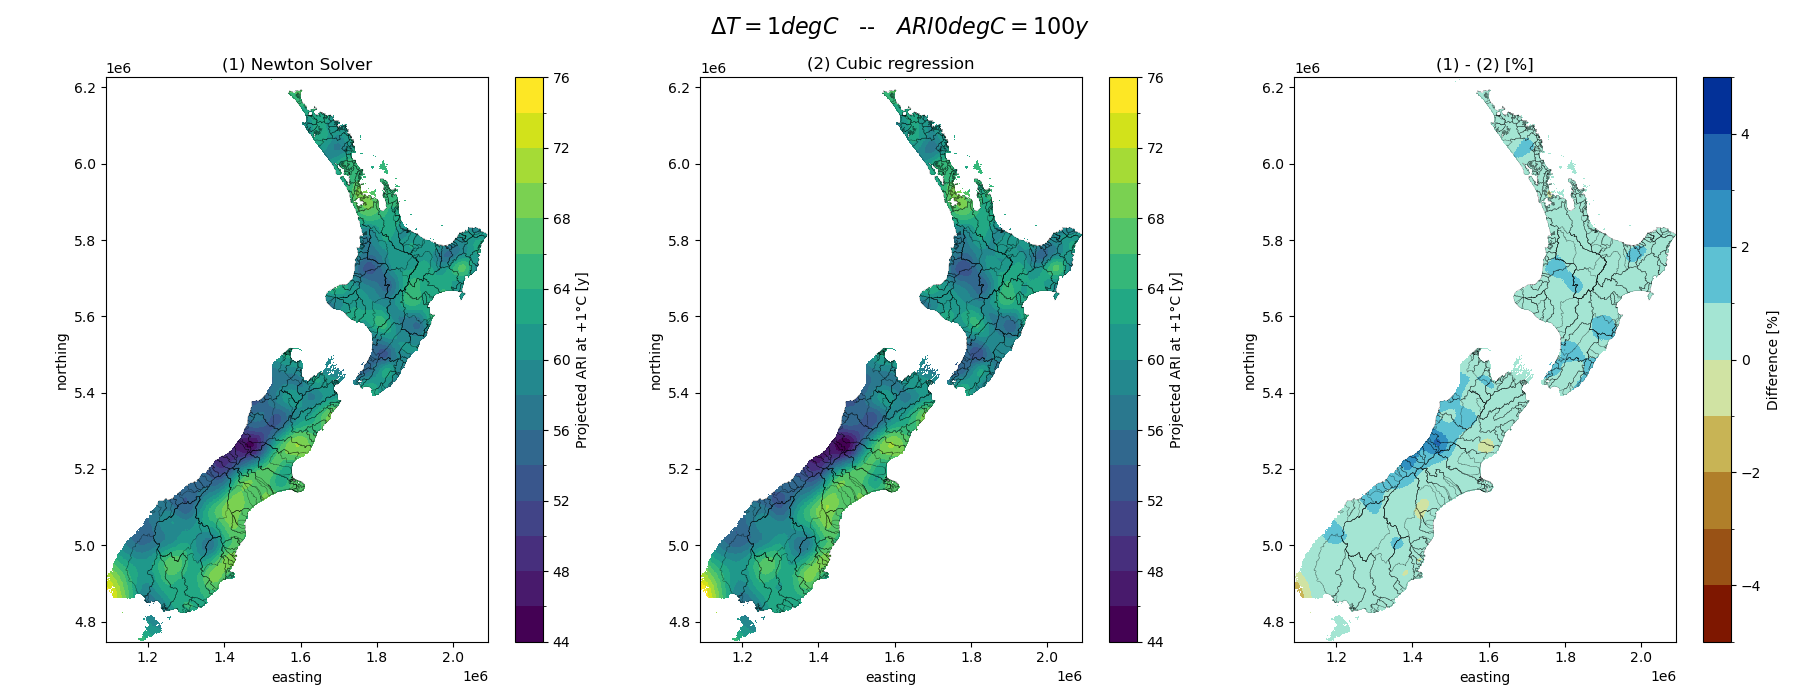 ΔT = 1degC -- ARI0degC = 100y
(1) Newton Solver
1e6
6.2
6.0
5.8
5.6
5.4
5.2
5.0
4.8
northing
1.2 1.4 1.6 1.8 2.0
easting
1e6
76
72
68
64
60
56
52
48
44
Projected ARI at +1°C [y]
(2) Cubic regression
1e6
6.2
6.0
5.8
5.6
5.4
5.2
5.0
4.8
northing
1.2 1.4 1.6 1.8 2.0
easting
1e6
76
72
68
64
60
56
52
48
44
Projected ARI at +1°C [y]
(1) - (2) [%]
1e6
6.2
6.0
5.8
5.6
5.4
5.2
5.0
4.8
northing
1.2 1.4 1.6 1.8 2.0
easting
1e6
4
2
0
−2
−4
Difference [%]